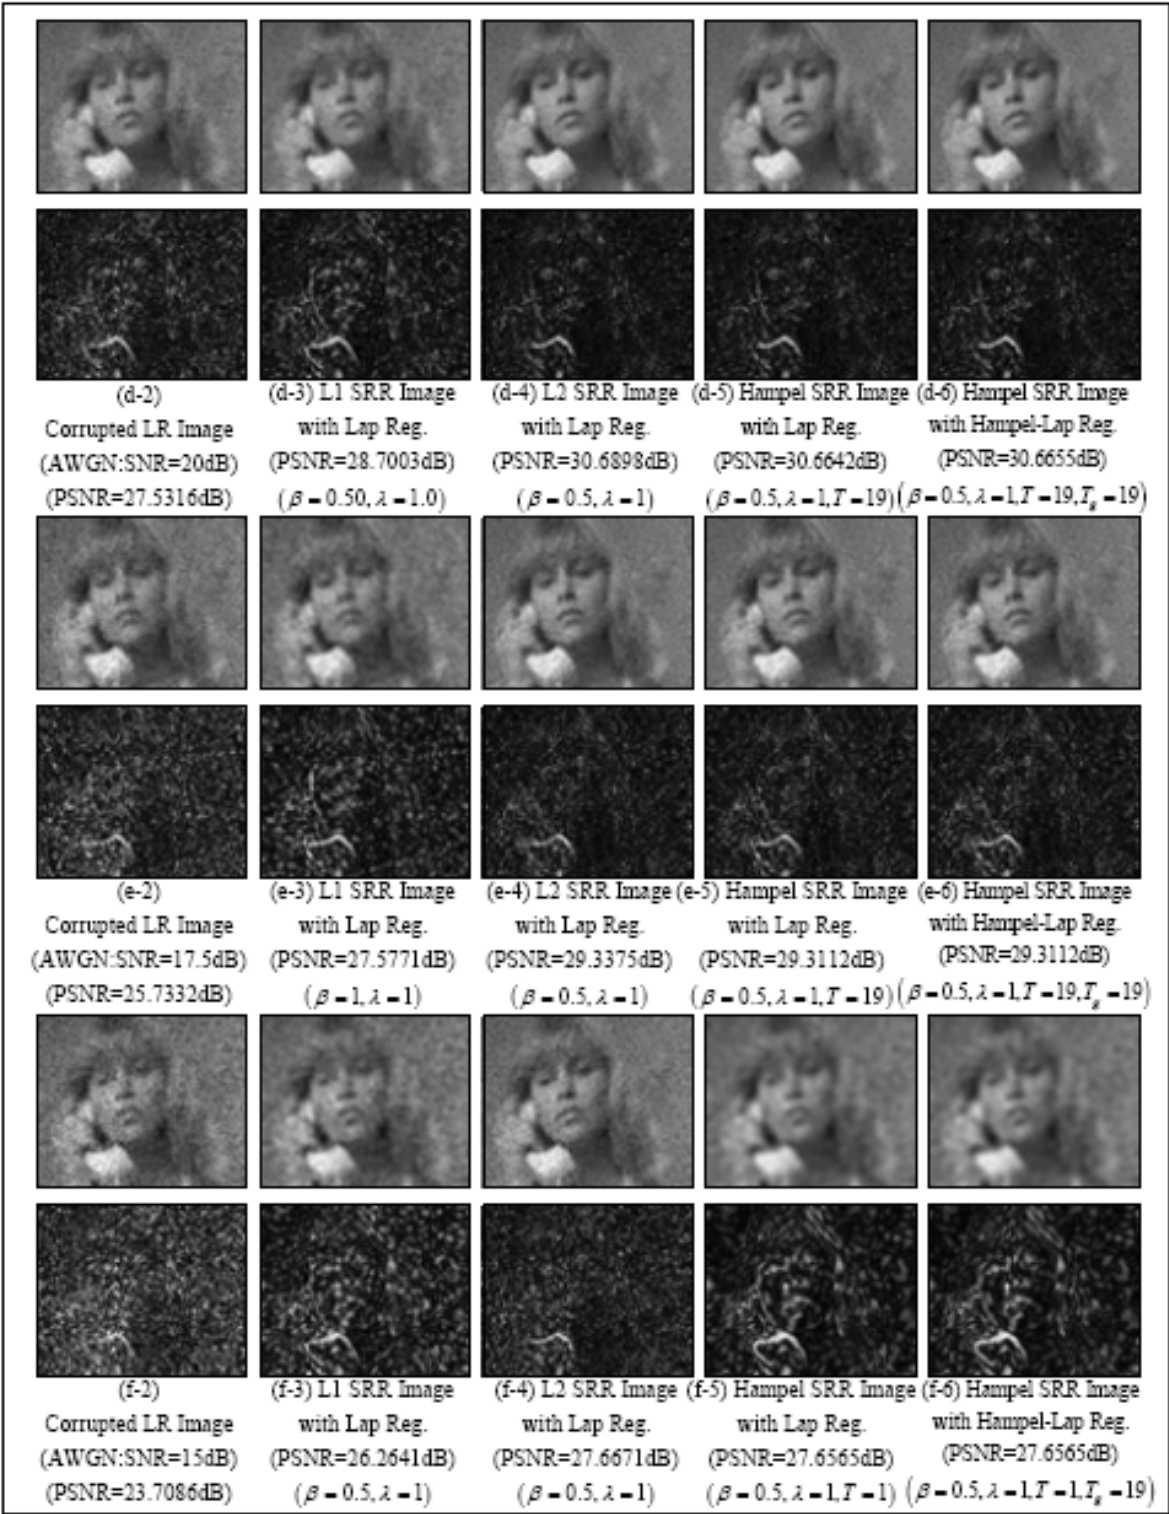 (d-2)
Corrupted LR Image
(AWGN:SNR=20dB)
(PSNR=27.5316dB)
(d-3) L1 SRR Image
with Lap Reg.
(PSNR=28.7003dB)
(β = 0.50, λ = 1.0)
(d-4) L2 SRR Image
with Lap Reg.
(PSNR=30.6898dB)
(β = 0.5, λ = 1)
(d-5) Hampel SRR Image
with Lap Reg.
(PSNR=30.6642dB)
(β = 0.5, λ = 1, T = 19)
(d-6) Hampel SRR Image
with Hampel-Lap Reg.
(PSNR=30.6655dB)
(β = 0.5, λ = 1, T = 19, T_g = 19)
(e-2)
Corrupted LR Image
(AWGN:SNR=17.5dB)
(PSNR=25.7332dB)
(e-3) L1 SRR Image
with Lap Reg.
(PSNR=27.5771dB)
(β = 1, λ = 1)
(e-4) L2 SRR Image
with Lap Reg.
(PSNR=29.3375dB)
(β = 0.5, λ = 1)
(e-5) Hampel SRR Image
with Lap Reg.
(PSNR=29.3112dB)
(β = 0.5, λ = 1, T = 19)
(e-6) Hampel SRR Image
with Hampel-Lap Reg.
(PSNR=29.3112dB)
(β = 0.5, λ = 1, T = 19, T_g = 19)
(f-2)
Corrupted LR Image
(AWGN:SNR=15dB)
(PSNR=23.7086dB)
(f-3) L1 SRR Image
with Lap Reg.
(PSNR=26.2641dB)
(β = 0.5, λ = 1)
(f-4) L2 SRR Image
with Lap Reg.
(PSNR=27.6671dB)
(β = 0.5, λ = 1)
(f-5) Hampel SRR Image
with Lap Reg.
(PSNR=27.6565dB)
(β = 0.5, λ = 1, T = 1)
(f-6) Hampel SRR Image
with Hampel-Lap Reg.
(PSNR=27.6565dB)
(β = 0.5, λ = 1, T = 1, T_g = 19)